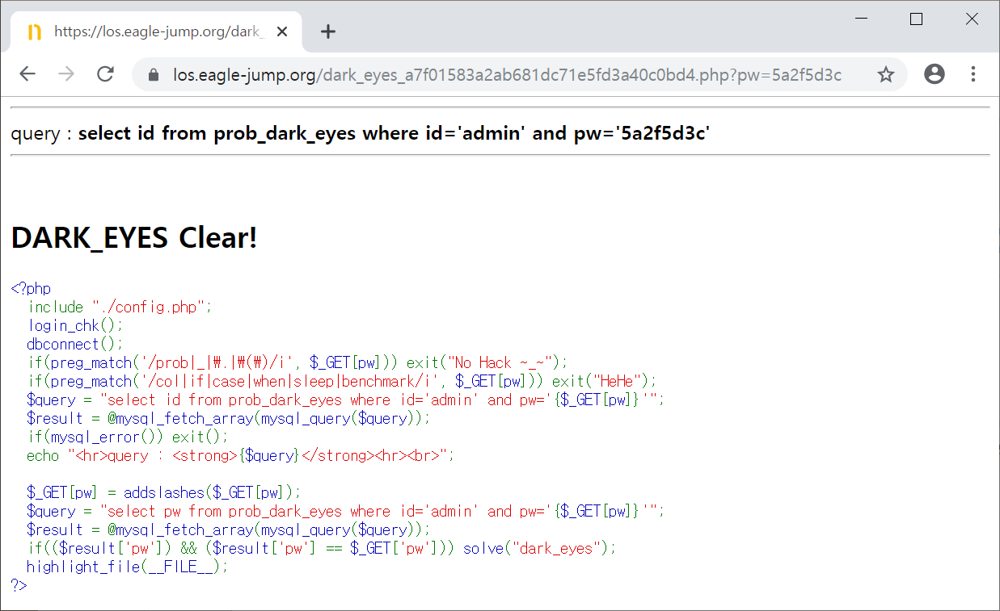 https://los.eagle-jump.org/dark_
los.eagle-jump.org/dark_eyes_a7f01583a2ab681dc71e5fd3a40c0bd4.php?pw=5a2f5d3c
query : select id from prob_dark_eyes where id='admin' and pw='5a2f5d3c'
DARK_EYES Clear!
<?php
  include "./config.php";
  login_chk();
  dbconnect();
  if(preg_match('/prob|_|₩.|₩(₩)/i', $_GET[pw])) exit("No Hack ~_~");
  if(preg_match('/col|if|case|when|sleep|benchmark/i', $_GET[pw])) exit("HeHe");
  $query = "select id from prob_dark_eyes where id='admin' and pw='{$_GET[pw]}'";
  $result = @mysql_fetch_array(mysql_query($query));
  if(mysql_error()) exit();
  echo "<hr>query : <strong>{$query}</strong><hr><br>";
  $_GET[pw] = addslashes($_GET[pw]);
  $query = "select pw from prob_dark_eyes where id='admin' and pw='{$_GET[pw]}'";
  $result = @mysql_fetch_array(mysql_query($query));
  if(($result['pw']) && ($result['pw'] == $_GET['pw'])) solve("dark_eyes");
  highlight_file(__FILE__);
?>